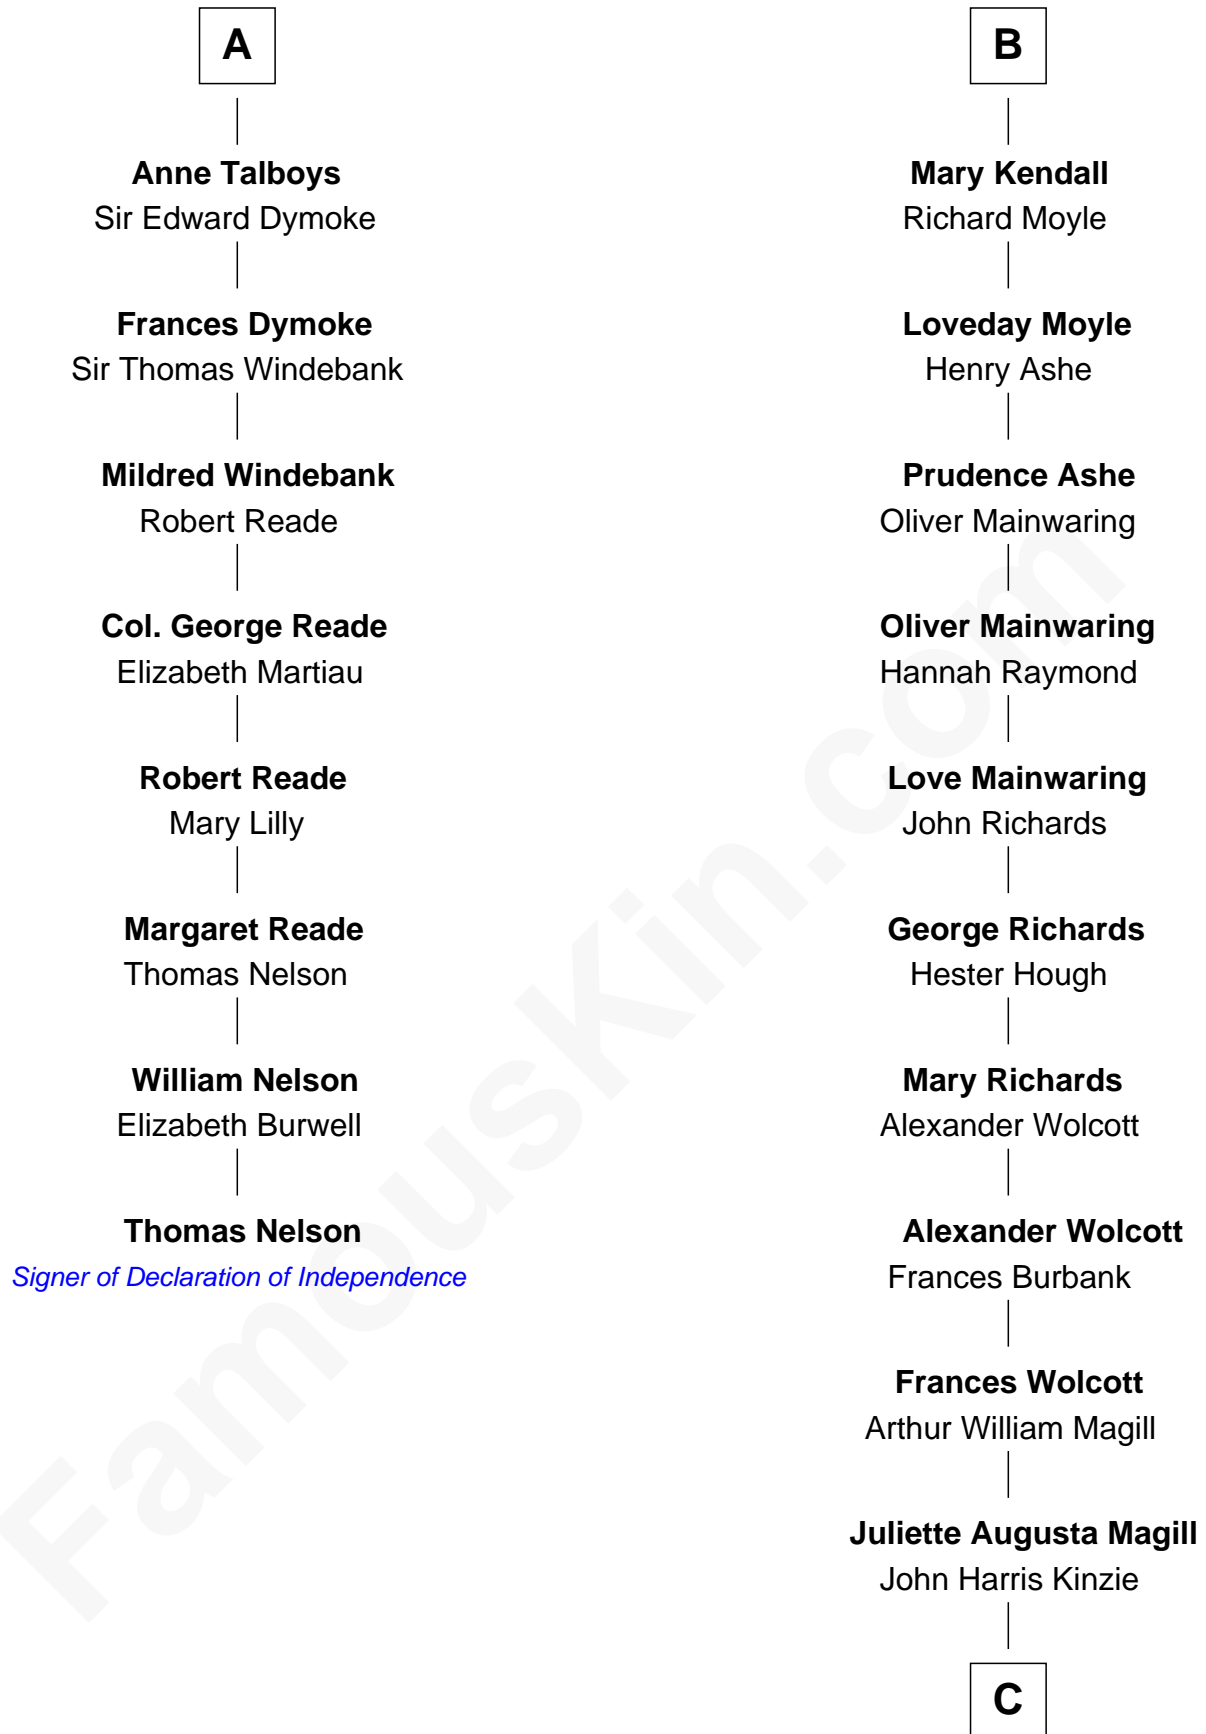 A
Anne Talboys
Sir Edward Dymoke
Frances Dymoke
Sir Thomas Windebank
Mildred Windebank
Robert Reade
Col. George Reade
Elizabeth Martiau
Robert Reade
Mary Lilly
Margaret Reade
Thomas Nelson
William Nelson
Elizabeth Burwell
Thomas Nelson
Signer of Declaration of Independence
B
Mary Kendall
Richard Moyle
Loveday Moyle
Henry Ashe
Prudence Ashe
Oliver Mainwaring
Oliver Mainwaring
Hannah Raymond
Love Mainwaring
John Richards
George Richards
Hester Hough
Mary Richards
Alexander Wolcott
Alexander Wolcott
Frances Burbank
Frances Wolcott
Arthur William Magill
Juliette Augusta Magill
John Harris Kinzie
C
FamousKin.com